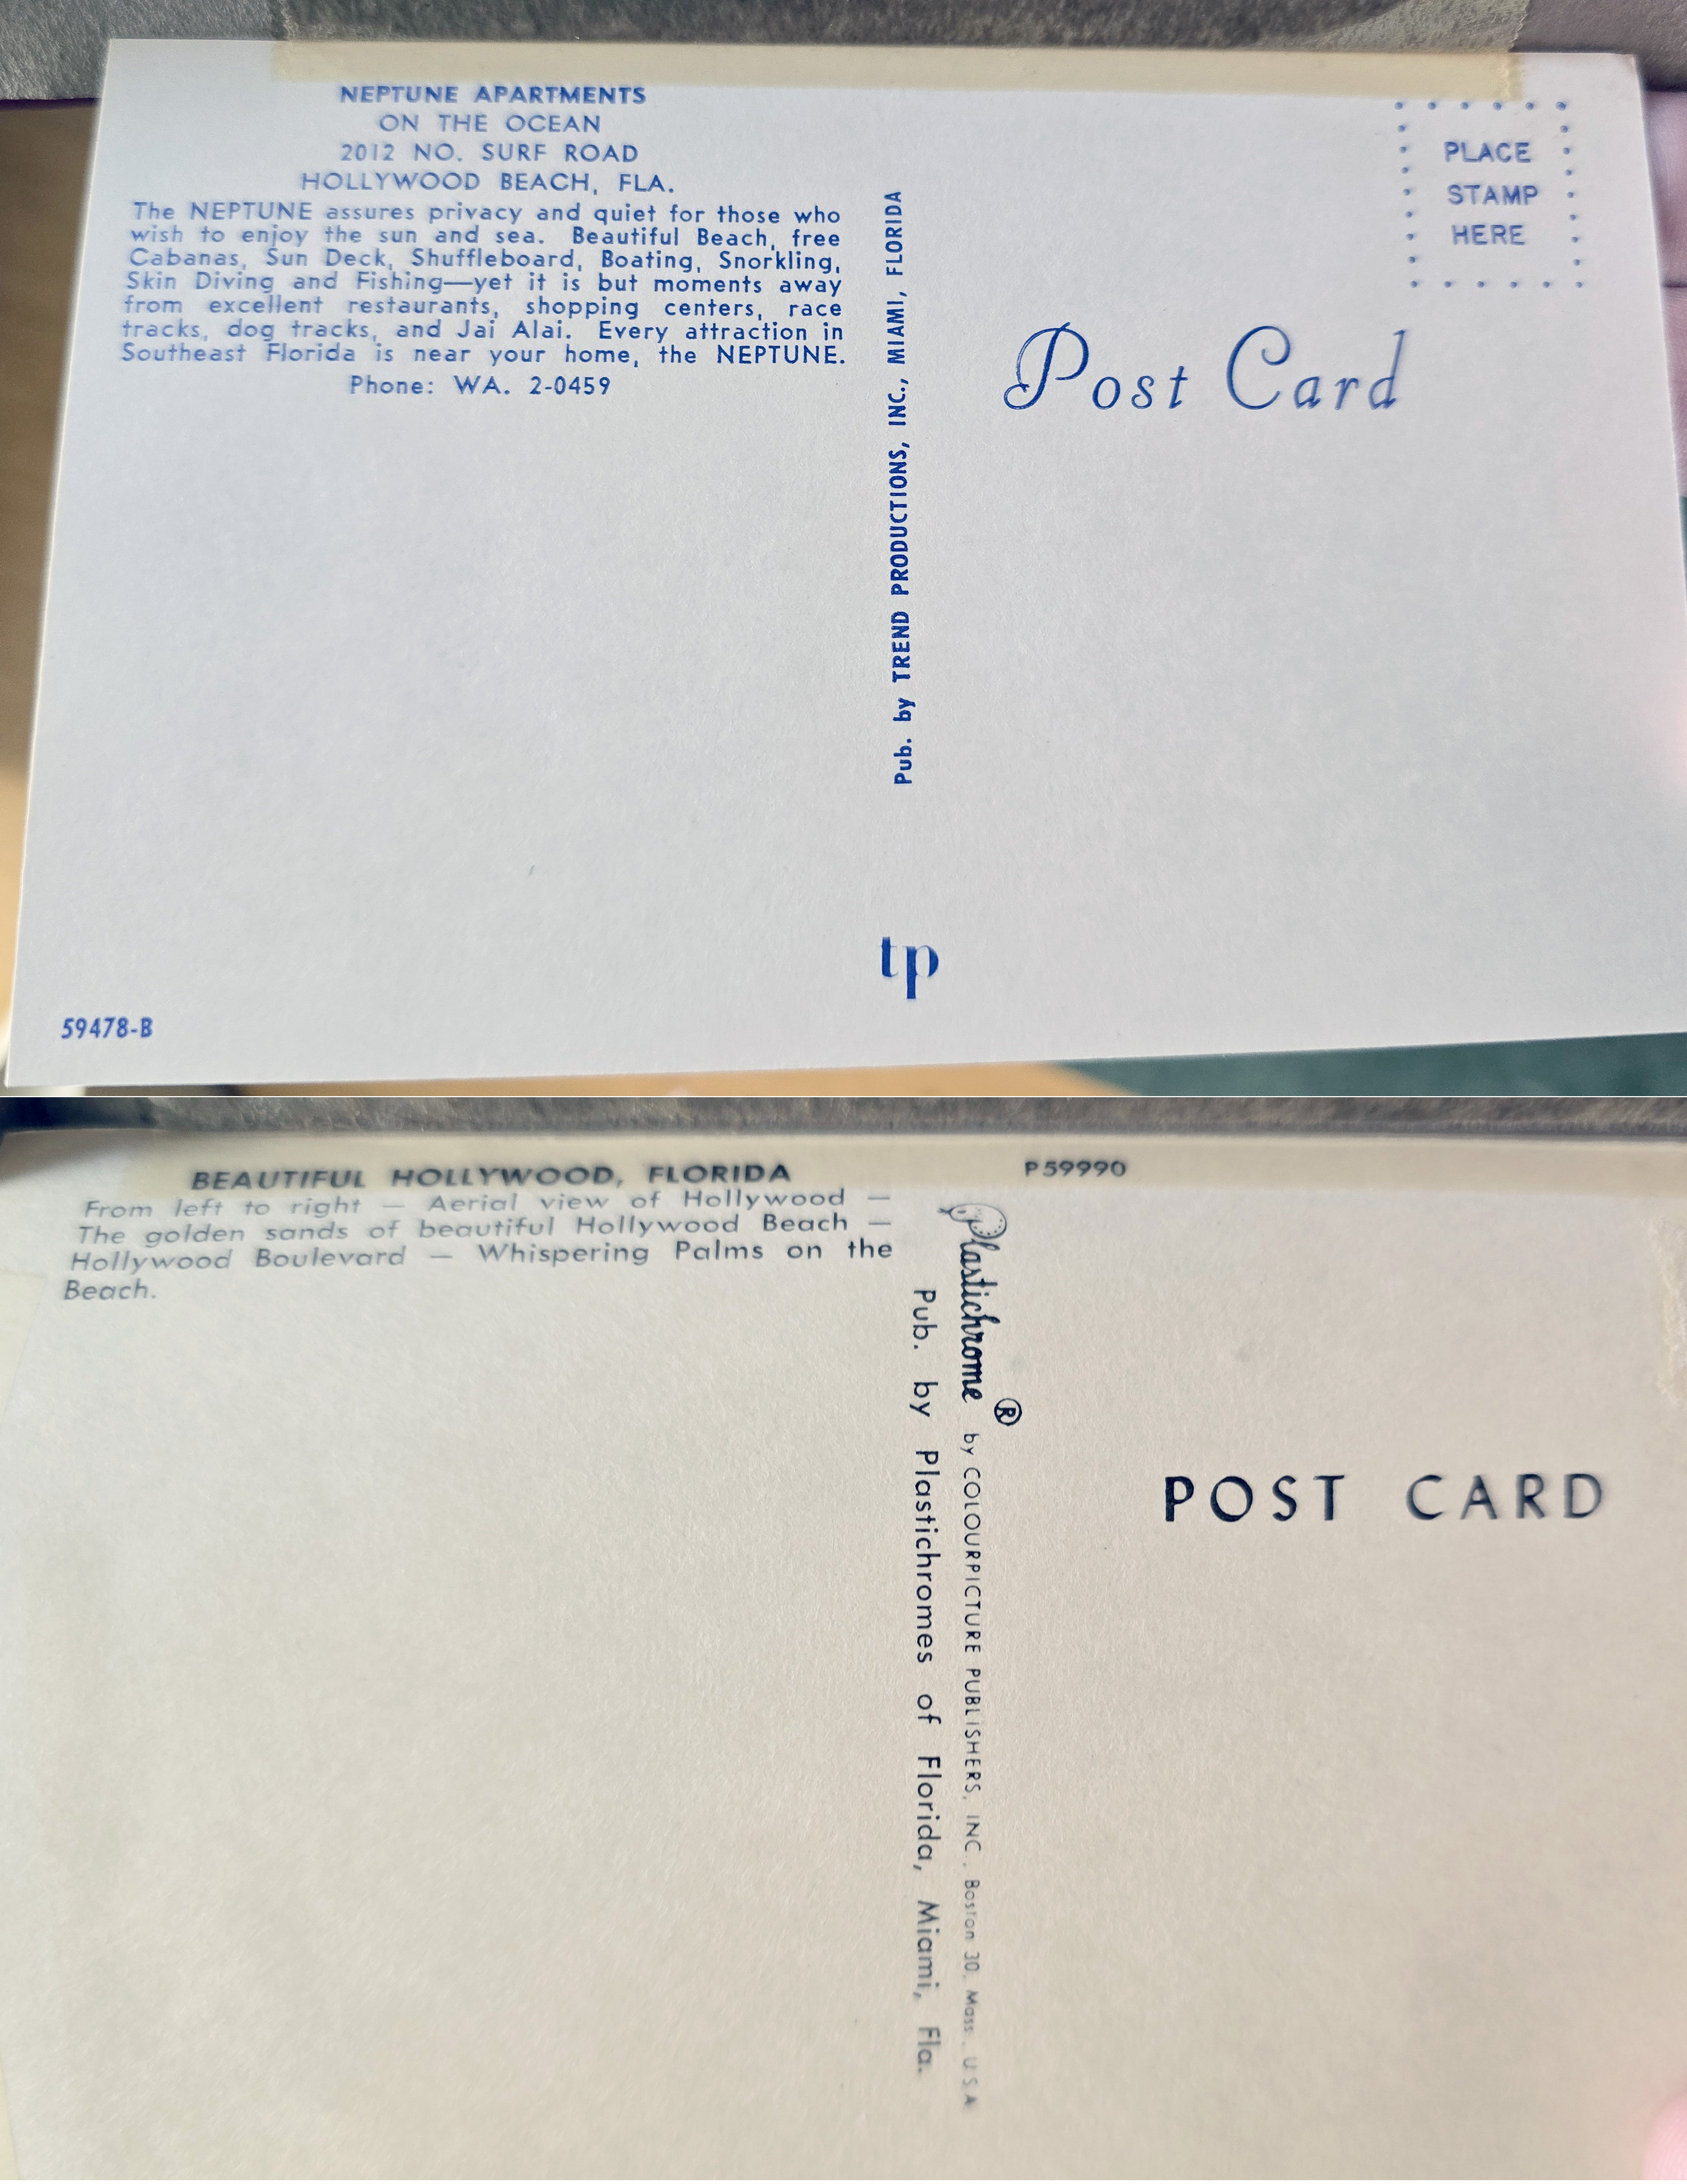 NEPTUNE APARTMENTS
ON THE OCEAN
2012 NO. SURF ROAD
HOLLYWOOD BEACH, FLA.
The NEPTUNE assures privacy and quiet for those who
wish to enjoy the sun and sea. Beautiful Beach, free
Cabanas, Sun Deck, Shuffleboard, Boating, Snorkling,
Skin Diving and Fishing—yet it is but moments away
from excellent restaurants, shopping centers, race
tracks, dog tracks, and Jai Alai. Every attraction in
Southeast Florida is near your home, the NEPTUNE.
Phone: WA. 2-0459
59478-B
Pub. by TREND PRODUCTIONS, INC., MIAMI, FLORIDA
tp
PLACE
STAMP
HERE
Post Card
BEAUTIFUL HOLLYWOOD, FLORIDA
From left to right — Aerial view of Hollywood —
The golden sands of beautiful Hollywood Beach —
Hollywood Boulevard — Whispering Palms on the
Beach.
P59990
Plastichrome ® by COLOURPICTURE PUBLISHERS, INC., Boston 30, Mass., U.S.A.
Pub. by Plastichromes of Florida, Miami, Fla.
POST CARD